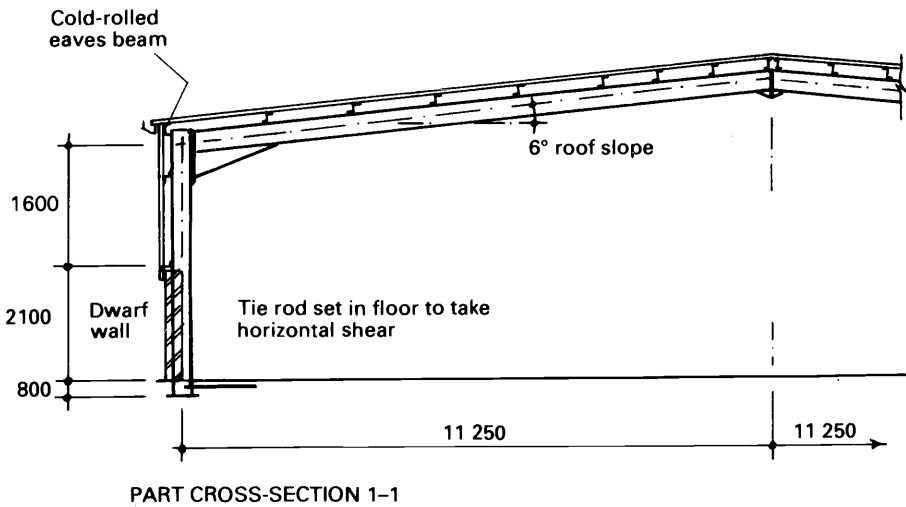 Cold-rolled
eaves beam
6° roof slope
1600
2100
Dwarf
wall
Tie rod set in floor to take
horizontal shear
800
11 250
11 250
PART CROSS-SECTION 1–1